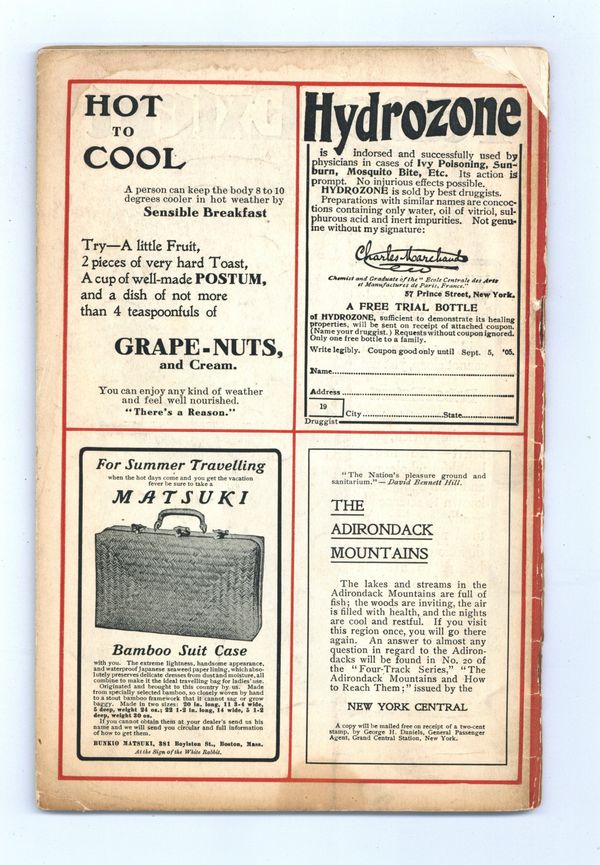 HOT
TO
COOL
A person can keep the body 8 to 10
degrees cooler in hot weather by
Sensible Breakfast
Try—A little Fruit,
2 pieces of very hard Toast,
A cup of well-made POSTUM,
and a dish of not more
than 4 teaspoonfuls of
GRAPE-NUTS,
and Cream.
You can enjoy any kind of weather
and feel well nourished.
"There's a Reason."
Hydrozone
is indorsed and successfully used by
physicians in cases of Ivy Poisoning, Sun-
burn, Mosquito Bite, Etc. Its action is
prompt. No injurious effects possible.
HYDROZONE is sold by best druggists.
Preparations with similar names are concoc-
tions containing only water, oil of vitriol, sul-
phurous acid and inert impurities. Not genu-
ine without my signature:
Charles Marchand
Chemist and Graduate of the "Ecole Centrale des Arts
et Manufactures de Paris, France."
57 Prince Street, New York.
A FREE TRIAL BOTTLE
of HYDROZONE, sufficient to demonstrate its healing
properties, will be sent on receipt of attached coupon.
(Name your druggist.) Requests without coupon ignored.
Only one free bottle to a family.
Write legibly. Coupon good only until Sept. 5, '05.
Name
Address
19
City State
Druggist
For Summer Travelling
when the hot days come and you get the vacation
fever be sure to take a
MATSUKI
Bamboo Suit Case
with you. The extreme lightness, handsome appearance,
and waterproof Japanese seaweed paper lining, which abso-
lutely preserves delicate dresses from dust and moisture, all
combine to make it the ideal travelling bag for ladies' use.
Originated and brought to this country by us. Made
from specially selected bamboo, so closely woven by hand
to a stout bamboo framework that it cannot sag or grow
baggy. Made in two sizes: 20 in. long, 11 3-4 wide,
5 deep, weight 24 oz.; 22 1-2 in. long, 14 wide, 5 1-2
deep, weight 30 oz.
If you cannot obtain them at your dealer's send us his
name and we will send you circular and full information
of how to get them.
BUNKIO MATSUKI, 381 Boylston St., Boston, Mass.
At the Sign of the White Rabbit.
"The Nation's pleasure ground and
sanitarium."—David Bennett Hill.
THE
ADIRONDACK
MOUNTAINS
The lakes and streams in the
Adirondack Mountains are full of
fish; the woods are inviting, the air
is filled with health, and the nights
are cool and restful. If you visit
this region once, you will go there
again. An answer to almost any
question in regard to the Adiron-
dacks will be found in No. 20 of
the "Four-Track Series," "The
Adirondack Mountains and How
to Reach Them;" issued by the
NEW YORK CENTRAL
A copy will be mailed free on receipt of a two-cent
stamp, by George H. Daniels, General Passenger
Agent, Grand Central Station, New York.